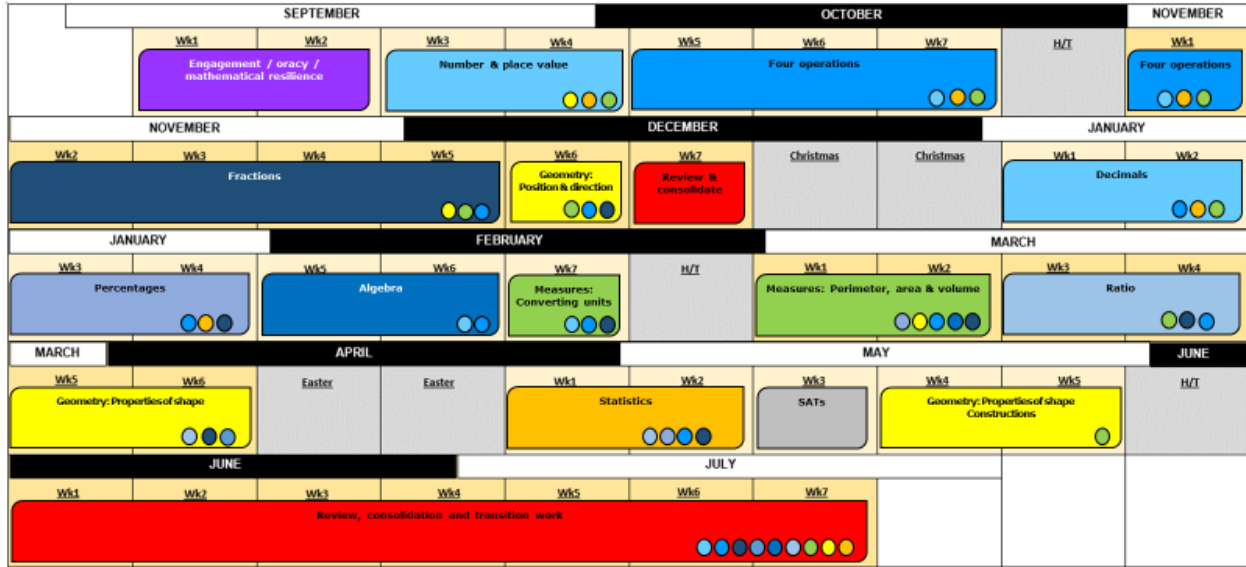 SEPTEMBER OCTOBER NOVEMBER
Wk1 Wk2 Wk3 Wk4 Wk5 Wk6 Wk7 H/T Wk1
Engagement / oracy /
mathematical resilience
Number & place value
Four operations
Four operations
NOVEMBER DECEMBER JANUARY
Wk2 Wk3 Wk4 Wk5 Wk6 Wk7 Christmas Christmas Wk1 Wk2
Fractions
Geometry:
Position & direction
Review &
consolidate
Decimals
JANUARY FEBRUARY MARCH
Wk3 Wk4 Wk5 Wk6 Wk7 H/T Wk1 Wk2 Wk3 Wk4
Percentages
Algebra
Measures:
Converting units
Measures: Perimeter, area & volume
Ratio
MARCH APRIL MAY JUNE
Wk5 Wk6 Easter Easter Wk1 Wk2 Wk3 Wk4 Wk5 H/T
Geometry: Properties of shape
Statistics
SATs
Geometry: Properties of shape
Constructions
JUNE JULY
Wk1 Wk2 Wk3 Wk4 Wk5 Wk6 Wk7
Review, consolidation and transition work